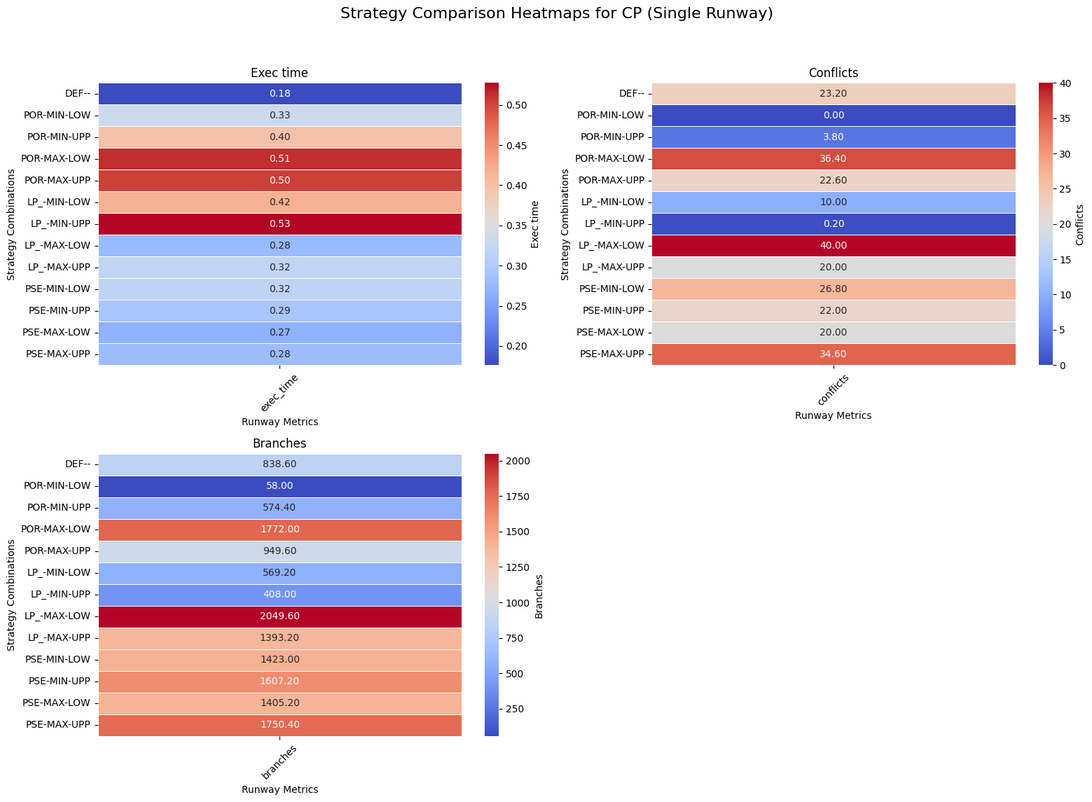 Strategy Comparison Heatmaps for CP (Single Runway)
Exec time
Strategy Combinations
DEF-- 0.18
POR-MIN-LOW 0.33
POR-MIN-UPP 0.40
POR-MAX-LOW 0.51
POR-MAX-UPP 0.50
LP_-MIN-LOW 0.42
LP_-MIN-UPP 0.53
LP_-MAX-LOW 0.28
LP_-MAX-UPP 0.32
PSE-MIN-LOW 0.32
PSE-MIN-UPP 0.29
PSE-MAX-LOW 0.27
PSE-MAX-UPP 0.28
exec_time
Runway Metrics
0.50
0.45
0.40
0.35
0.30
0.25
0.20
Exec time
Conflicts
Strategy Combinations
DEF-- 23.20
POR-MIN-LOW 0.00
POR-MIN-UPP 3.80
POR-MAX-LOW 36.40
POR-MAX-UPP 22.60
LP_-MIN-LOW 10.00
LP_-MIN-UPP 0.20
LP_-MAX-LOW 40.00
LP_-MAX-UPP 20.00
PSE-MIN-LOW 26.80
PSE-MIN-UPP 22.00
PSE-MAX-LOW 20.00
PSE-MAX-UPP 34.60
conflicts
Runway Metrics
40
35
30
25
20
15
10
5
0
Conflicts
Branches
Strategy Combinations
DEF-- 838.60
POR-MIN-LOW 58.00
POR-MIN-UPP 574.40
POR-MAX-LOW 1772.00
POR-MAX-UPP 949.60
LP_-MIN-LOW 569.20
LP_-MIN-UPP 408.00
LP_-MAX-LOW 2049.60
LP_-MAX-UPP 1393.20
PSE-MIN-LOW 1423.00
PSE-MIN-UPP 1607.20
PSE-MAX-LOW 1405.20
PSE-MAX-UPP 1750.40
branches
Runway Metrics
2000
1750
1500
1250
1000
750
500
250
Branches